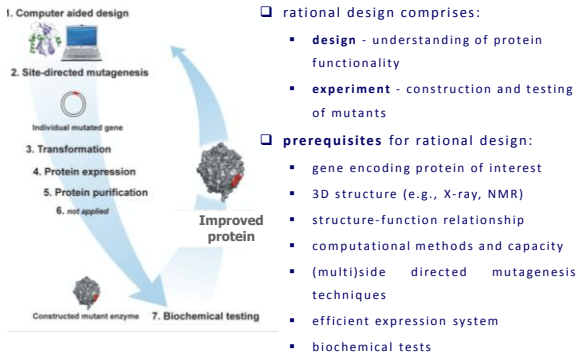 1. Computer aided design
2. Site-directed mutagenesis
Individual mutated gene
3. Transformation
4. Protein expression
5. Protein purification
6. not applied
Improved
protein
Constructed mutant enzyme
7. Biochemical testing
❑ rational design comprises:
▪ design - understanding of protein
functionality
▪ experiment - construction and testing
of mutants
❑ prerequisites for rational design:
▪ gene encoding protein of interest
▪ 3D structure (e.g., X-ray, NMR)
▪ structure-function relationship
▪ computational methods and capacity
▪ (multi)side directed mutagenesis
techniques
▪ efficient expression system
▪ biochemical tests